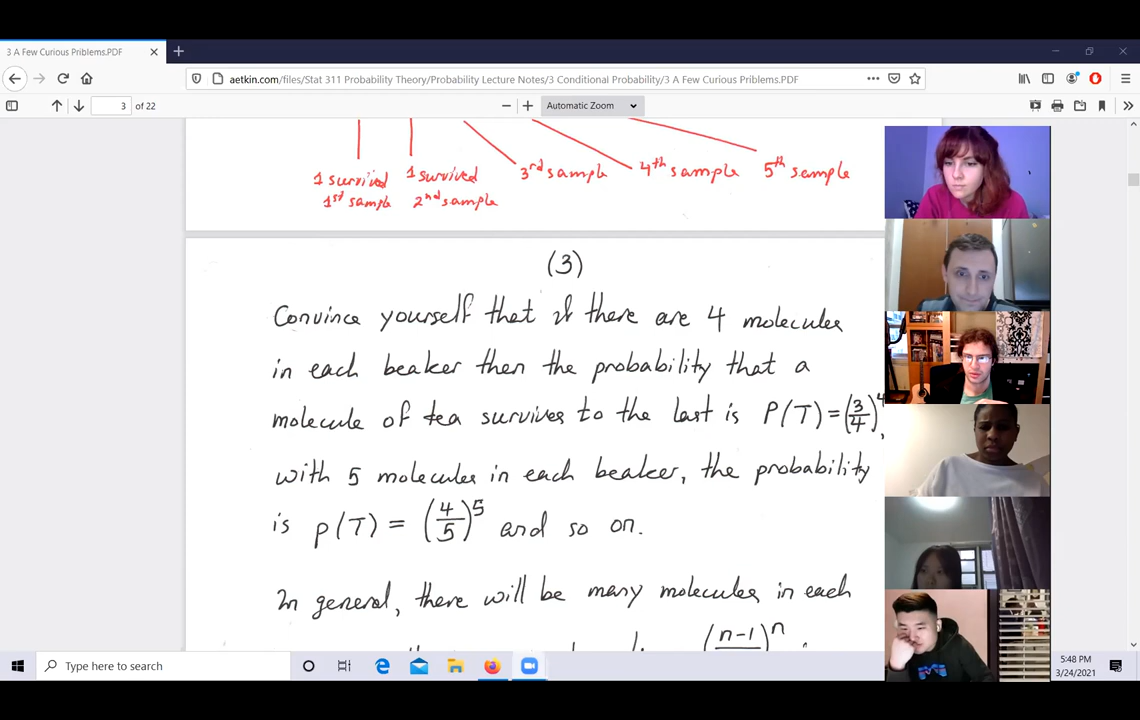 3 A Few Curious Priblems.PDF
aetkin.com/files/Stat 311 Probability Theory/Probability Lecture Notes/3 Conditional Probability/3 A Few Curious Priblems.PDF
3 of 22
Automatic Zoom
1 survived 1st sample
1 survived 2nd sample
3rd sample
4th sample
5th sample
(3)
Convince yourself that if there are 4 molecules
in each beaker then the probability that a
molecule of tea survives to the last is P(T) = (3/4)^4,
with 5 molecules in each beaker, the probability
is p(T) = (4/5)^5 and so on.
In general, there will be many molecules in each
(n-1)^n
Type here to search
5:48 PM
3/24/2021